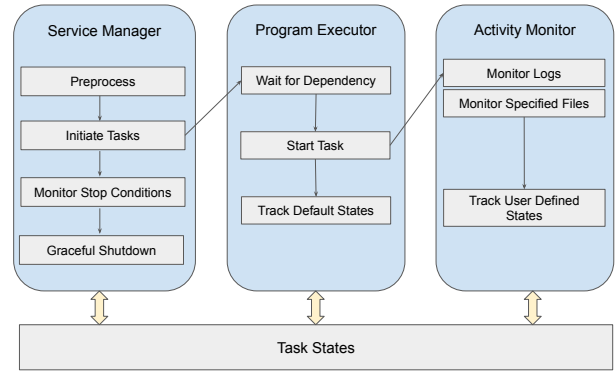 Service Manager
Preprocess
Initiate Tasks
Monitor Stop Conditions
Graceful Shutdown
Program Executor
Wait for Dependency
Start Task
Track Default States
Activity Monitor
Monitor Logs
Monitor Specified Files
Track User Defined
States
Task States